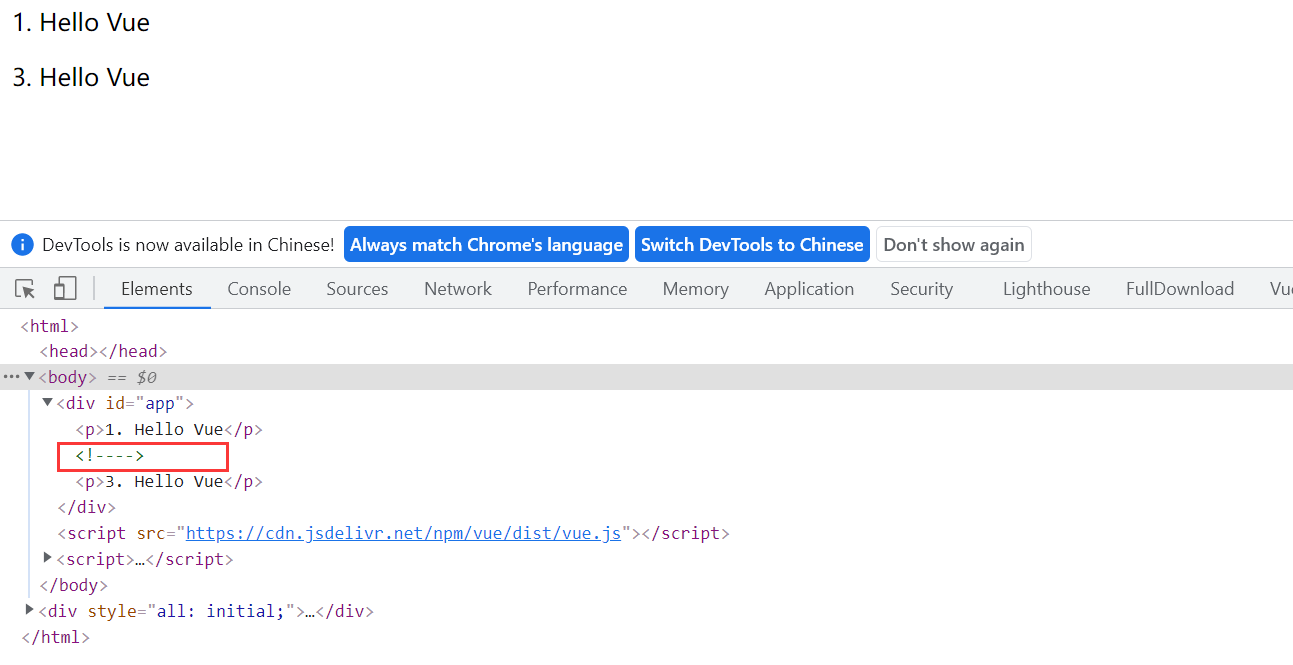 1. Hello Vue
3. Hello Vue
DevTools is now available in Chinese! Always match Chrome's language Switch DevTools to Chinese Don't show again
Elements Console Sources Network Performance Memory Application Security Lighthouse FullDownload Vue
<html>
<head></head>
<body> == $0
<div id="app">
<p>1. Hello Vue</p>
<!---->
<p>3. Hello Vue</p>
</div>
<script src="https://cdn.jsdelivr.net/npm/vue/dist/vue.js"></script>
<script>…</script>
</body>
<div style="all: initial;">…</div>
</html>